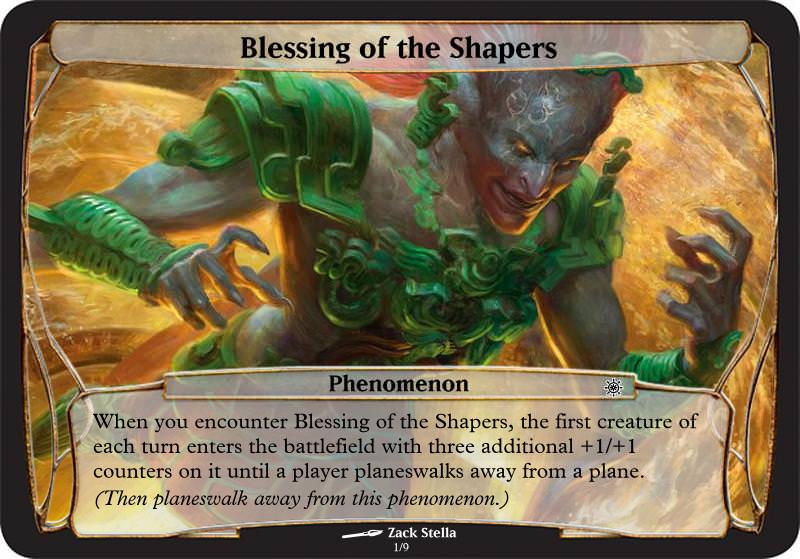 Blessing of the Shapers
Phenomenon
When you encounter Blessing of the Shapers, the first creature of
each turn enters the battlefield with three additional +1/+1
counters on it until a player planeswalks away from a plane.
(Then planeswalk away from this phenomenon.)
Zack Stella
1/9